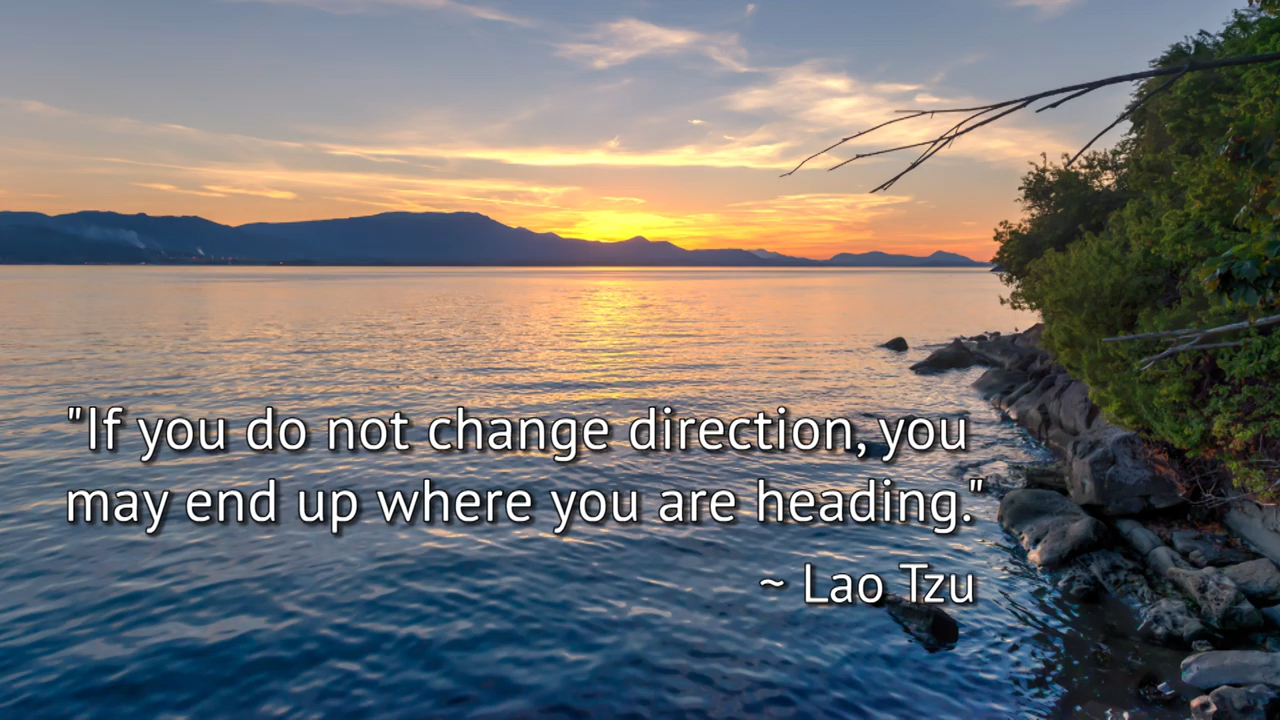 "If you do not change direction, you
may end up where you are heading."
~ Lao Tzu